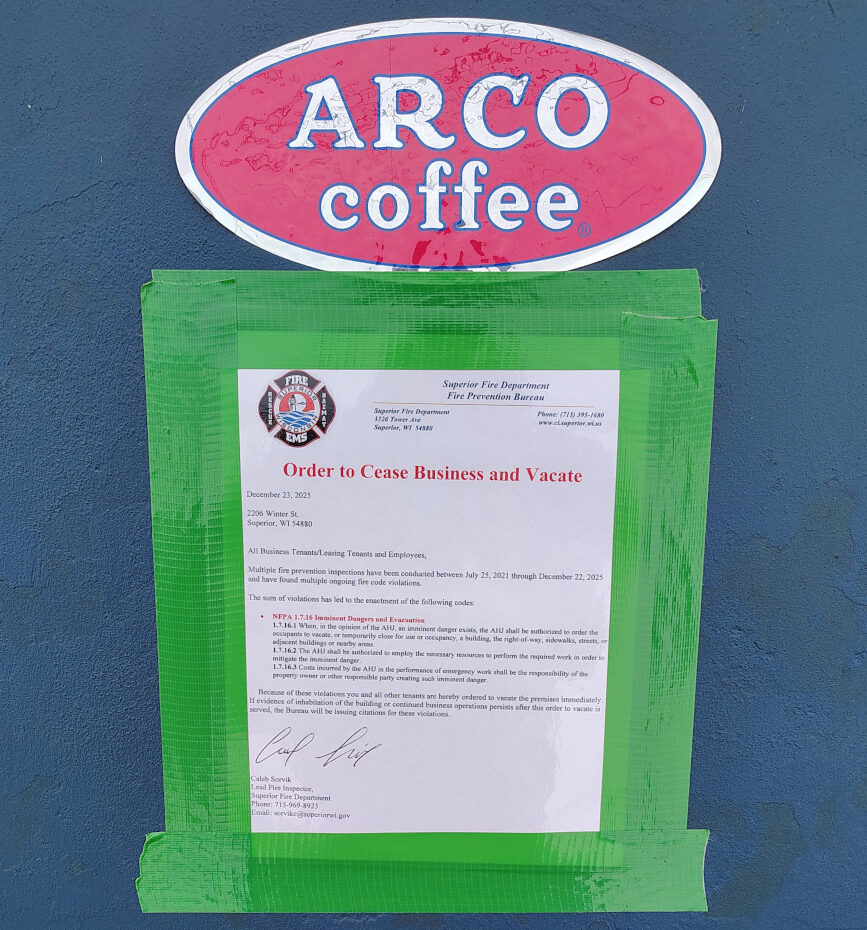 ARCO
coffee®
FIRE
SUPERIOR
RESCUE
HAZMAT
WISCONSIN
EMS
Superior Fire Department
Fire Prevention Bureau
Superior Fire Department
3326 Tower Ave
Superior, WI 54880
Phone: (715) 395-1680
www.ci.superior.wi.us
Order to Cease Business and Vacate
December 23, 2025
2206 Winter St.
Superior, WI 54880
All Business Tenants/Leasing Tenants and Employees,
Multiple fire prevention inspections have been conducted between July 25, 2021 through December 22, 2025
and have found multiple ongoing fire code violations.
The sum of violations has led to the enactment of the following codes:
• NFPA 1.7.16 Imminent Dangers and Evacuation
1.7.16.1 When, in the opinion of the AHJ, an imminent danger exists, the AHJ shall be authorized to order the
occupants to vacate, or temporarily close for use or occupancy, a building, the right-of-way, sidewalks, streets, or
adjacent buildings or nearby areas.
1.7.16.2 The AHJ shall be authorized to employ the necessary resources to perform the required work in order to
mitigate the imminent danger.
1.7.16.3 Costs incurred by the AHJ in the performance of emergency work shall be the responsibility of the
property owner or other responsible party creating such imminent danger
Because of these violations you and all other tenants are hereby ordered to vacate the premises immediately.
If evidence of inhabitation of the building or continued business operations persists after this order to vacate is
served, the Bureau will be issuing citations for these violations.
Caleb Sorvik
Lead Fire Inspector,
Superior Fire Department
Phone: 715-969-8923
Email: sorvikc@superiorwi.gov